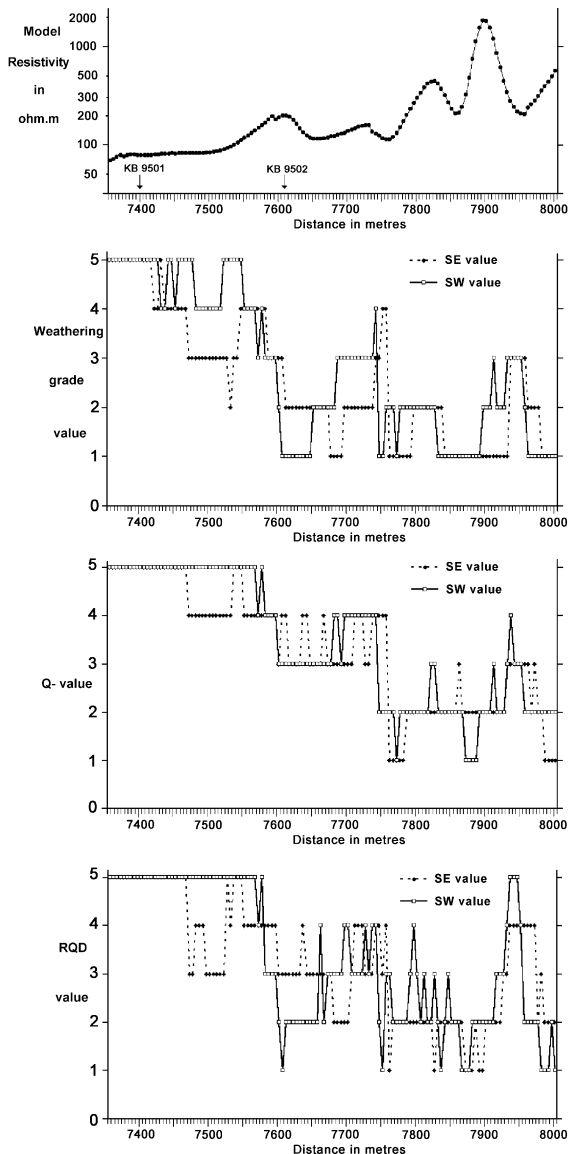 Model
Resistivity
in
ohm.m
2000
1000
500
300
200
100
50
KB 9501
KB 9502
7400 7500 7600 7700 7800 7900 8000
Distance in metres
Weathering
grade
value
5
4
3
2
1
0
SE value
SW value
7400 7500 7600 7700 7800 7900 8000
Distance in metres
Q- value
5
4
3
2
1
0
SE value
SW value
7400 7500 7600 7700 7800 7900 8000
Distance in metres
RQD
value
5
4
3
2
1
0
SE value
SW value
7400 7500 7600 7700 7800 7900 8000
Distance in metres